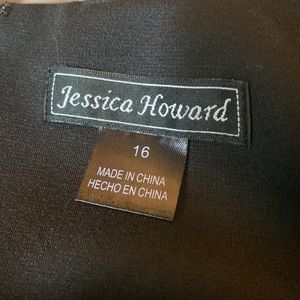 Jessica Howard
16
MADE IN CHINA
HECHO EN CHINA